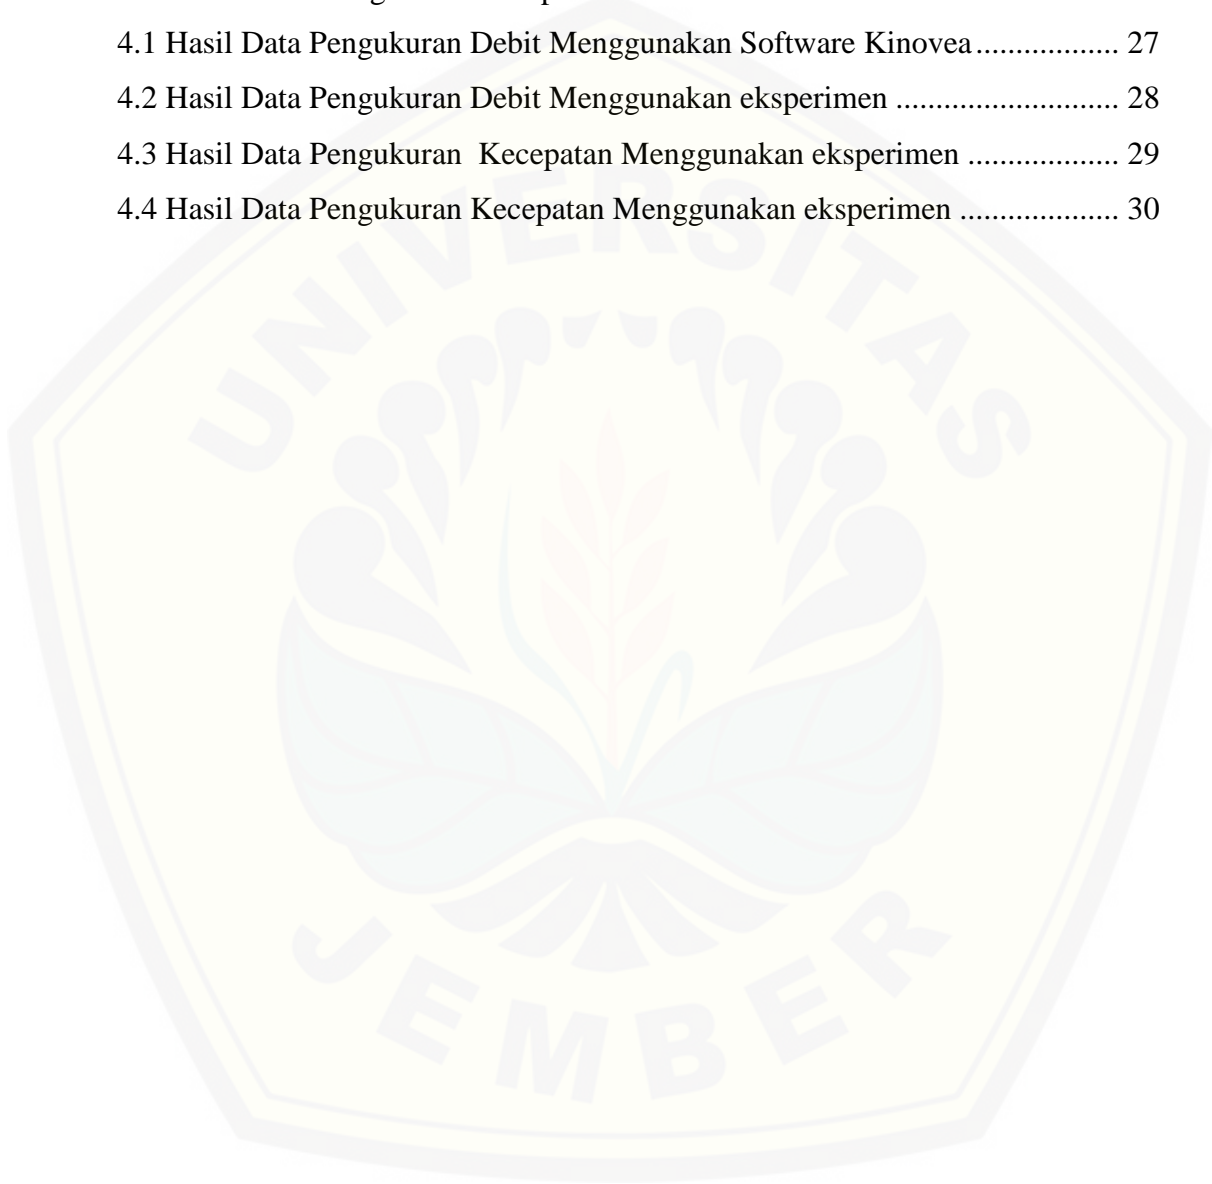 4.1 Hasil Data Pengukuran Debit Menggunakan Software Kinovea.................. 27
4.2 Hasil Data Pengukuran Debit Menggunakan eksperimen ............................ 28
4.3 Hasil Data Pengukuran  Kecepatan Menggunakan eksperimen ................... 29
4.4 Hasil Data Pengukuran Kecepatan Menggunakan eksperimen .................... 30
UNIVERSITAS
JEMBER